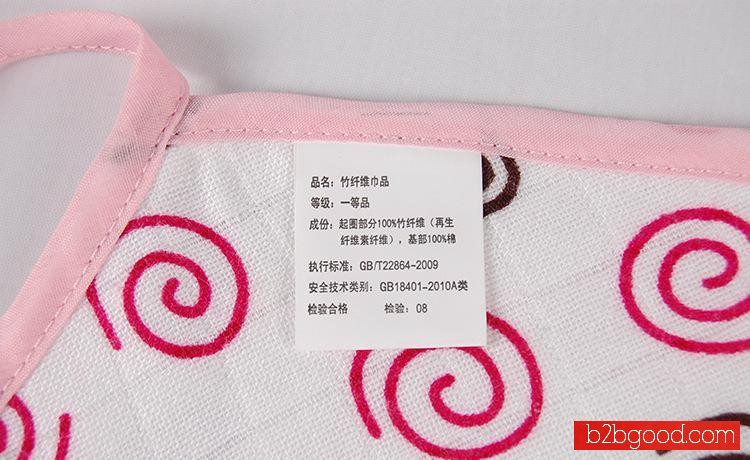 品名：竹纤维巾品
等级：一等品
成份：起圈部分100%竹纤维（再生
纤维素纤维），基部100%棉
执行标准：GB/T22864-2009
安全技术类别：GB18401-2010A类
检验合格 检验：08
b2bgood.com